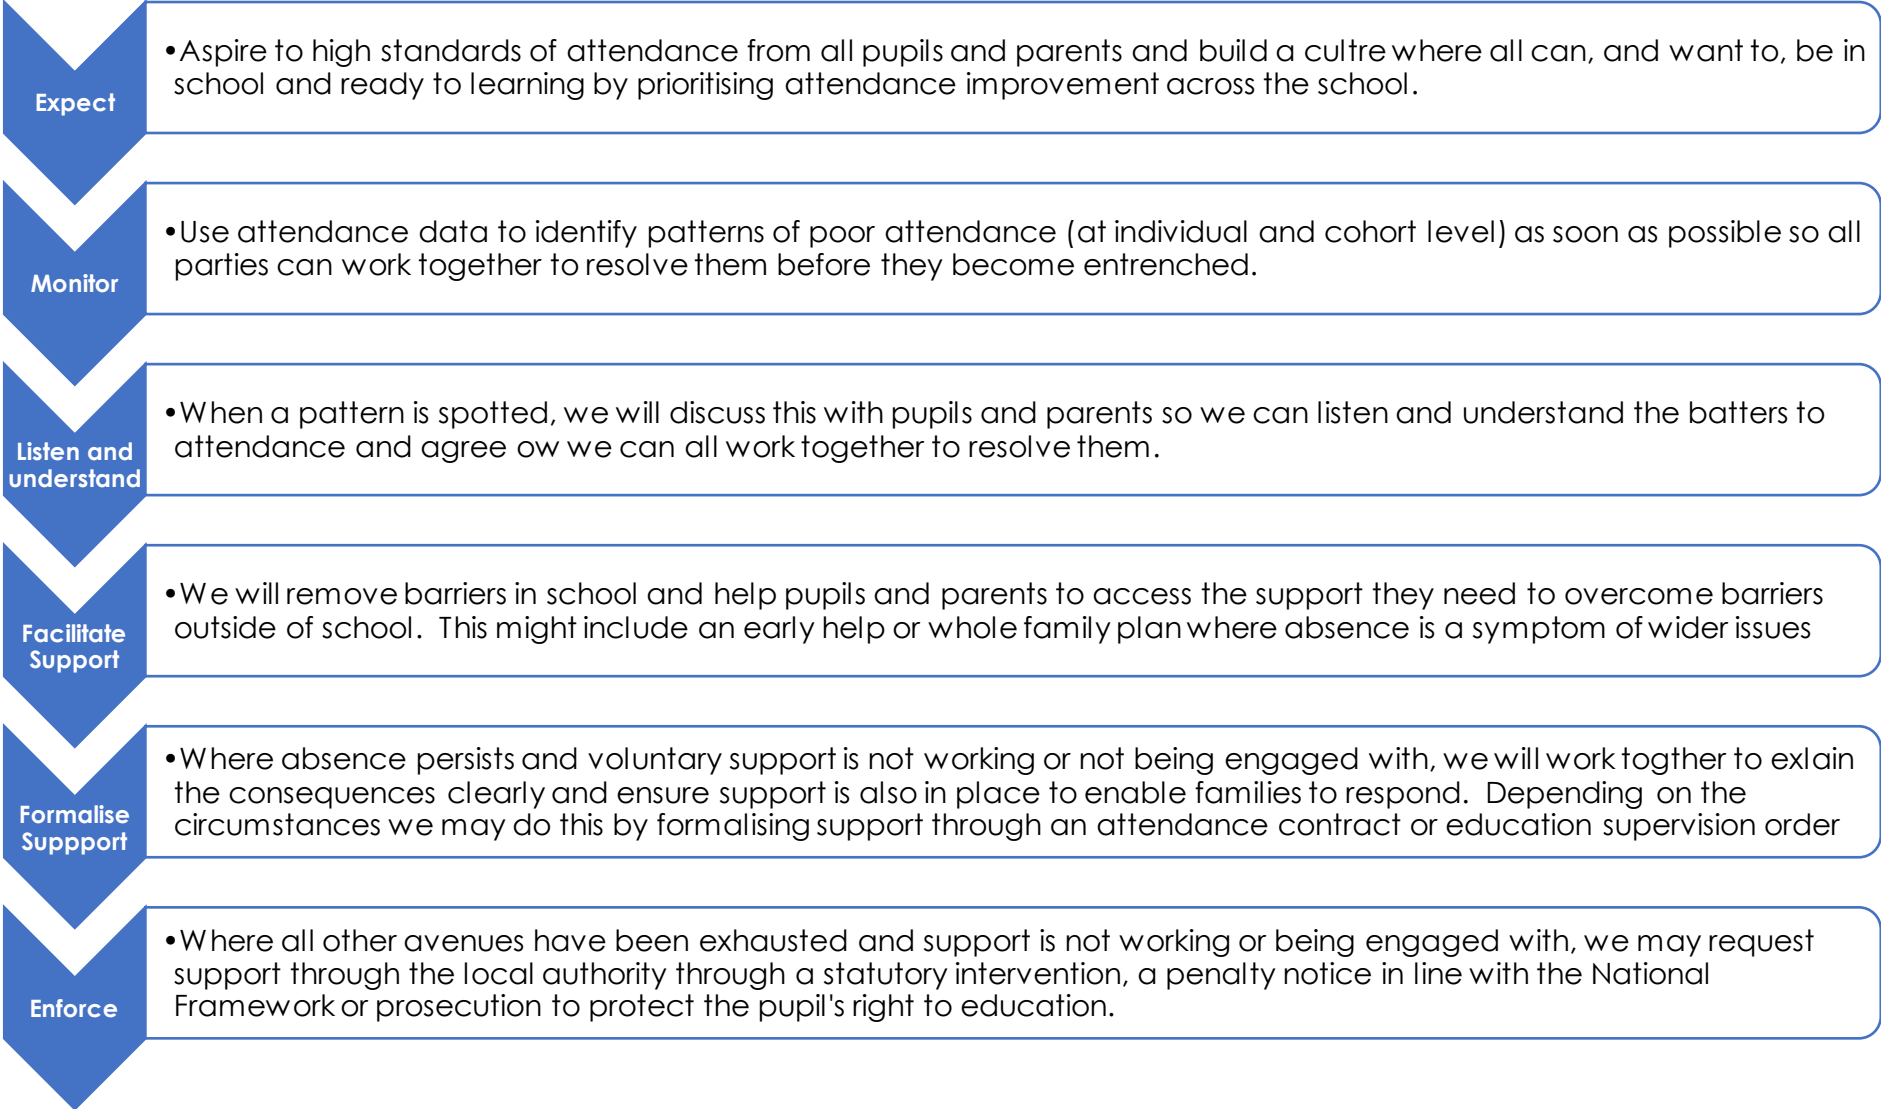 Expect
•Aspire to high standards of attendance from all pupils and parents and build a cultre where all can, and want to, be in
school and ready to learning by prioritising attendance improvement across the school.
Monitor
•Use attendance data to identify patterns of poor attendance (at individual and cohort level) as soon as possible so all
parties can work together to resolve them before they become entrenched.
Listen and
understand
•When a pattern is spotted, we will discuss this with pupils and parents so we can listen and understand the batters to
attendance and agree ow we can all work together to resolve them.
Facilitate
Support
•We will remove barriers in school and help pupils and parents to access the support they need to overcome barriers
outside of school. This might include an early help or whole family plan where absence is a symptom of wider issues
Formalise
Suppport
•Where absence persists and voluntary support is not working or not being engaged with, we will work togther to exlain
the consequences clearly and ensure support is also in place to enable families to respond. Depending on the
circumstances we may do this by formalising support through an attendance contract or education supervision order
Enforce
•Where all other avenues have been exhausted and support is not working or being engaged with, we may request
support through the local authority through a statutory intervention, a penalty notice in line with the National
Framework or prosecution to protect the pupil's right to education.